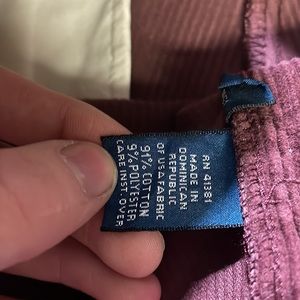 RN 41381
MADE IN
DOMINICAN
REPUBLIC
OF USA FABRIC
91% COTTON
9% POLYESTER
CARE INST OVER